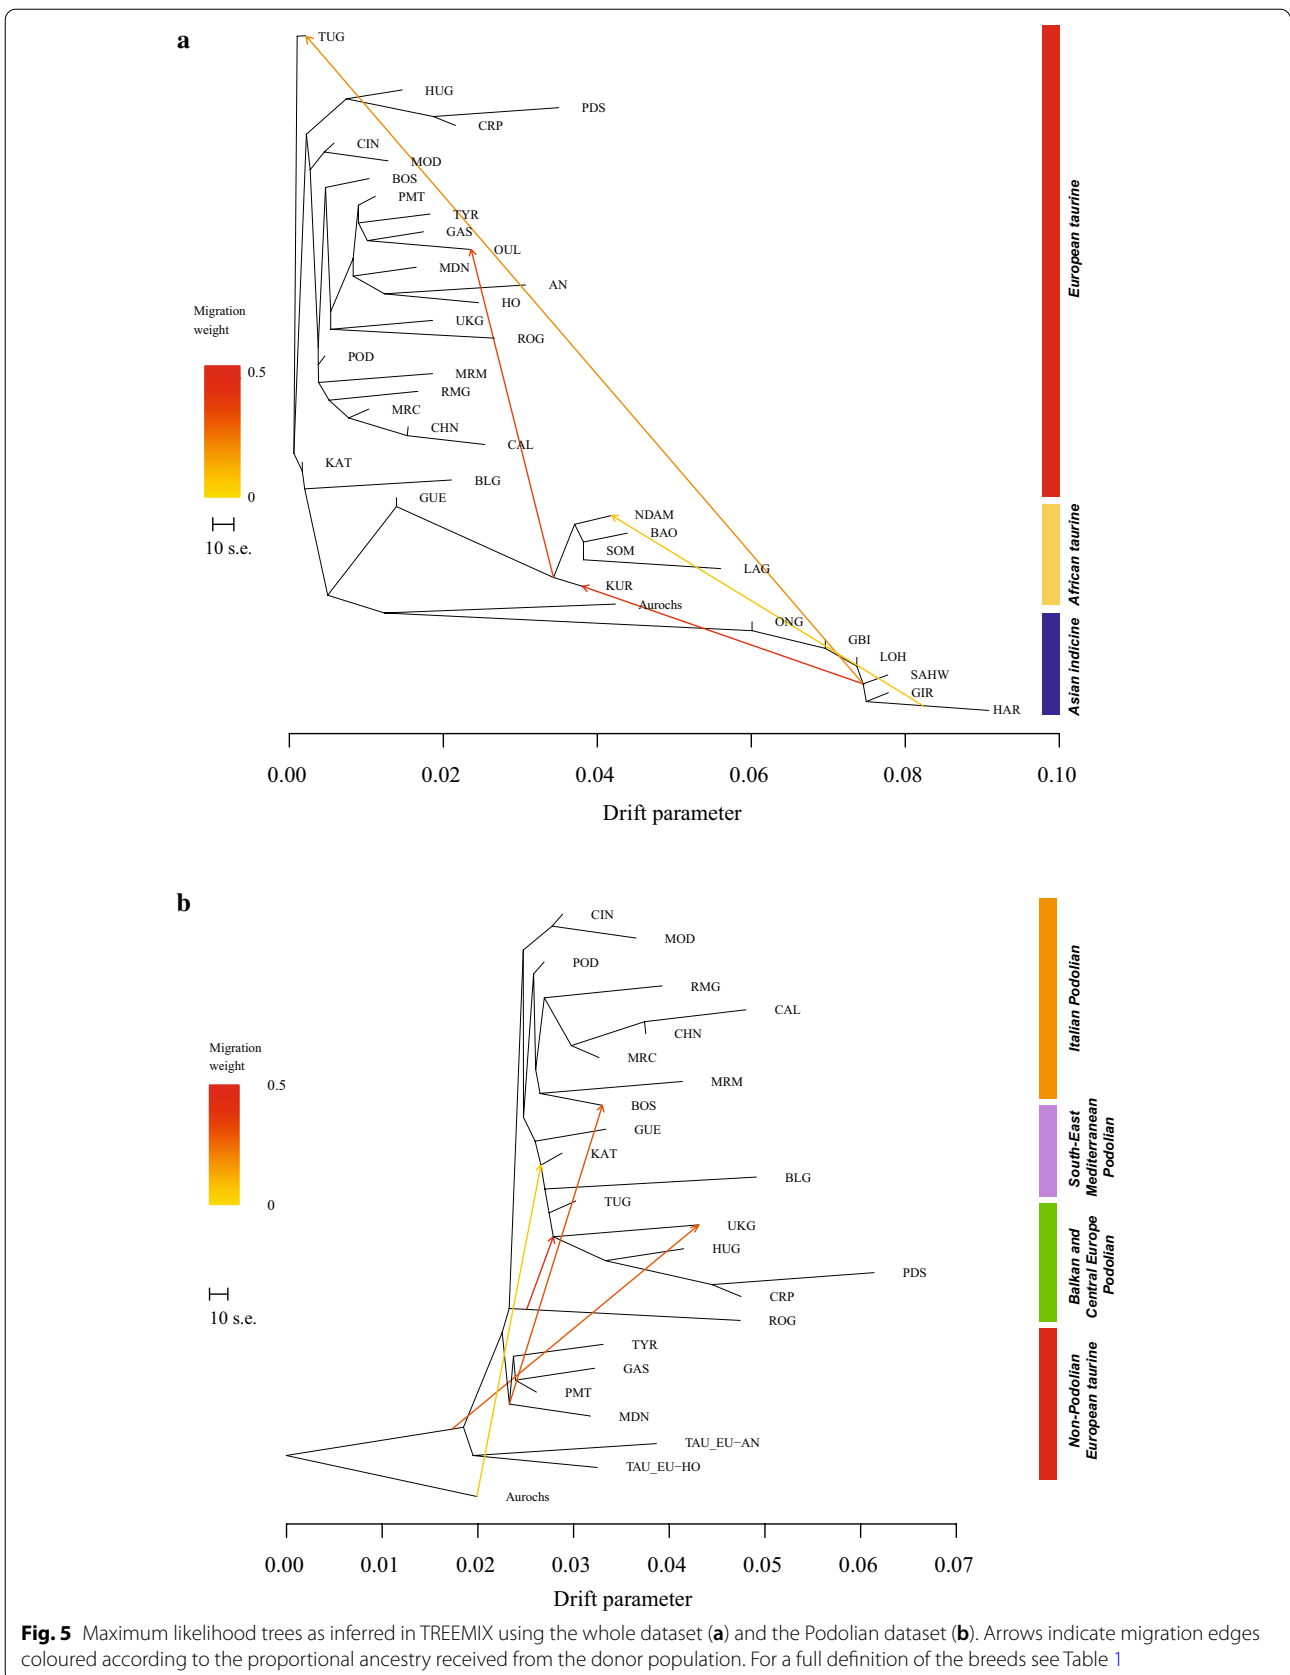 a
TUG
HUG
PDS
CRP
CIN
MOD
BOS
PMT
TYR
GAS
OUL
MDN
AN
HO
UKG
ROG
POD
MRM
RMG
MRC
CHN
CAL
KAT
BLG
GUE
NDAM
BAO
SOM
LAG
KUR
Aurochs
ONG
GBI
LOH
SAHW
GIR
HAR
Migration
weight
0.5
0
10 s.e.
European taurine
African taurine
Asian indicine
0.00 0.02 0.04 0.06 0.08 0.10
Drift parameter
b
CIN
MOD
POD
RMG
CAL
CHN
MRC
MRM
BOS
GUE
KAT
BLG
TUG
UKG
HUG
PDS
CRP
ROG
TYR
GAS
PMT
MDN
TAU_EU−AN
TAU_EU−HO
Aurochs
Migration
weight
0.5
0
10 s.e.
Italian Podolian
South-East
Mediterranean
Podolian
Balkan and
Central Europe
Podolian
Non-Podolian
European taurine
0.00 0.01 0.02 0.03 0.04 0.05 0.06 0.07
Drift parameter
Fig. 5 Maximum likelihood trees as inferred in TREEMIX using the whole dataset (a) and the Podolian dataset (b). Arrows indicate migration edges
coloured according to the proportional ancestry received from the donor population. For a full definition of the breeds see Table 1